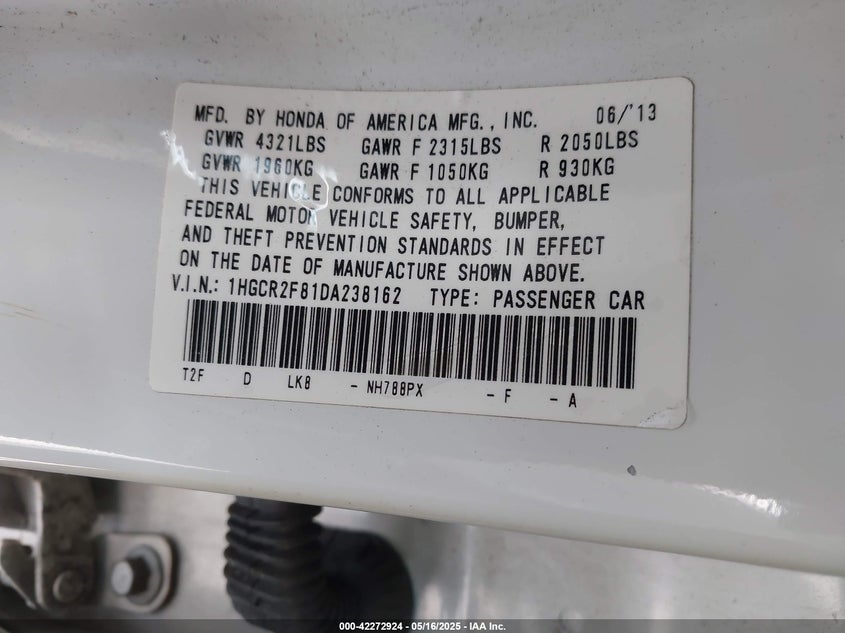 MFD. BY HONDA OF AMERICA MFG., INC. 06/'13
GVWR 4321LBS GAWR F 2315LBS R 2050LBS
GVWR 1960KG GAWR F 1050KG R 930KG
THIS VEHICLE CONFORMS TO ALL APPLICABLE
FEDERAL MOTOR VEHICLE SAFETY, BUMPER,
AND THEFT PREVENTION STANDARDS IN EFFECT
ON THE DATE OF MANUFACTURE SHOWN ABOVE.
V.I.N.: 1HGCR2F81DA238162 TYPE: PASSENGER CAR
T2F D LK8 - NH788PX - F - A
000-42272924 - 05/16/2025 - IAA Inc.